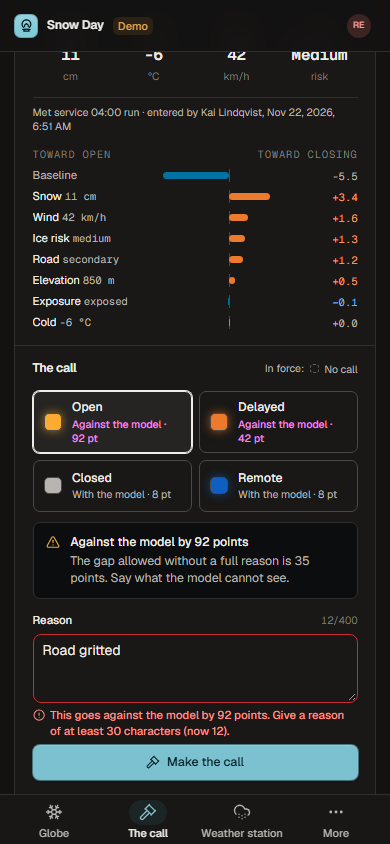 Snow Day Demo RE
11 -6 42 Medium
cm °C km/h risk
Met service 04:00 run · entered by Kai Lindqvist, Nov 22, 2026,
6:51 AM
TOWARD OPEN TOWARD CLOSING
Baseline -5.5
Snow 11 cm +3.4
Wind 42 km/h +1.6
Ice risk medium +1.3
Road secondary +1.2
Elevation 850 m +0.5
Exposure exposed -0.1
Cold -6 °C +0.0
The call In force: No call
Open
Against the model ·
92 pt
Delayed
Against the model ·
42 pt
Closed
With the model · 8 pt
Remote
With the model · 8 pt
Against the model by 92 points
The gap allowed without a full reason is 35
points. Say what the model cannot see.
Reason 12/400
Road gritted
This goes against the model by 92 points. Give a reason
of at least 30 characters (now 12).
Make the call
Globe The call Weather station More